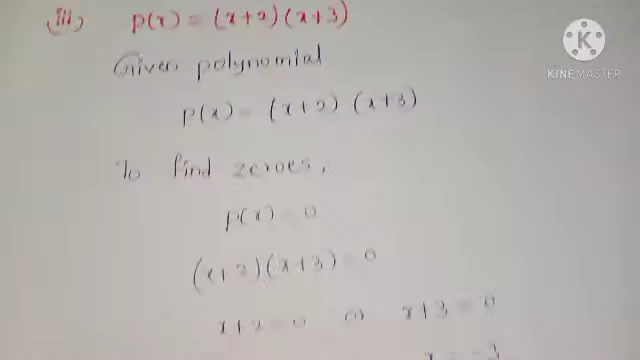 (iii) p(x) = (x+2)(x+3)
Given polynomial
p(x) = (x+2) (x+3)
To find zeroes,
p(x) = 0
(x+2)(x+3) = 0
x+2=0 (or) x+3=0
x = -3
KINEMASTER